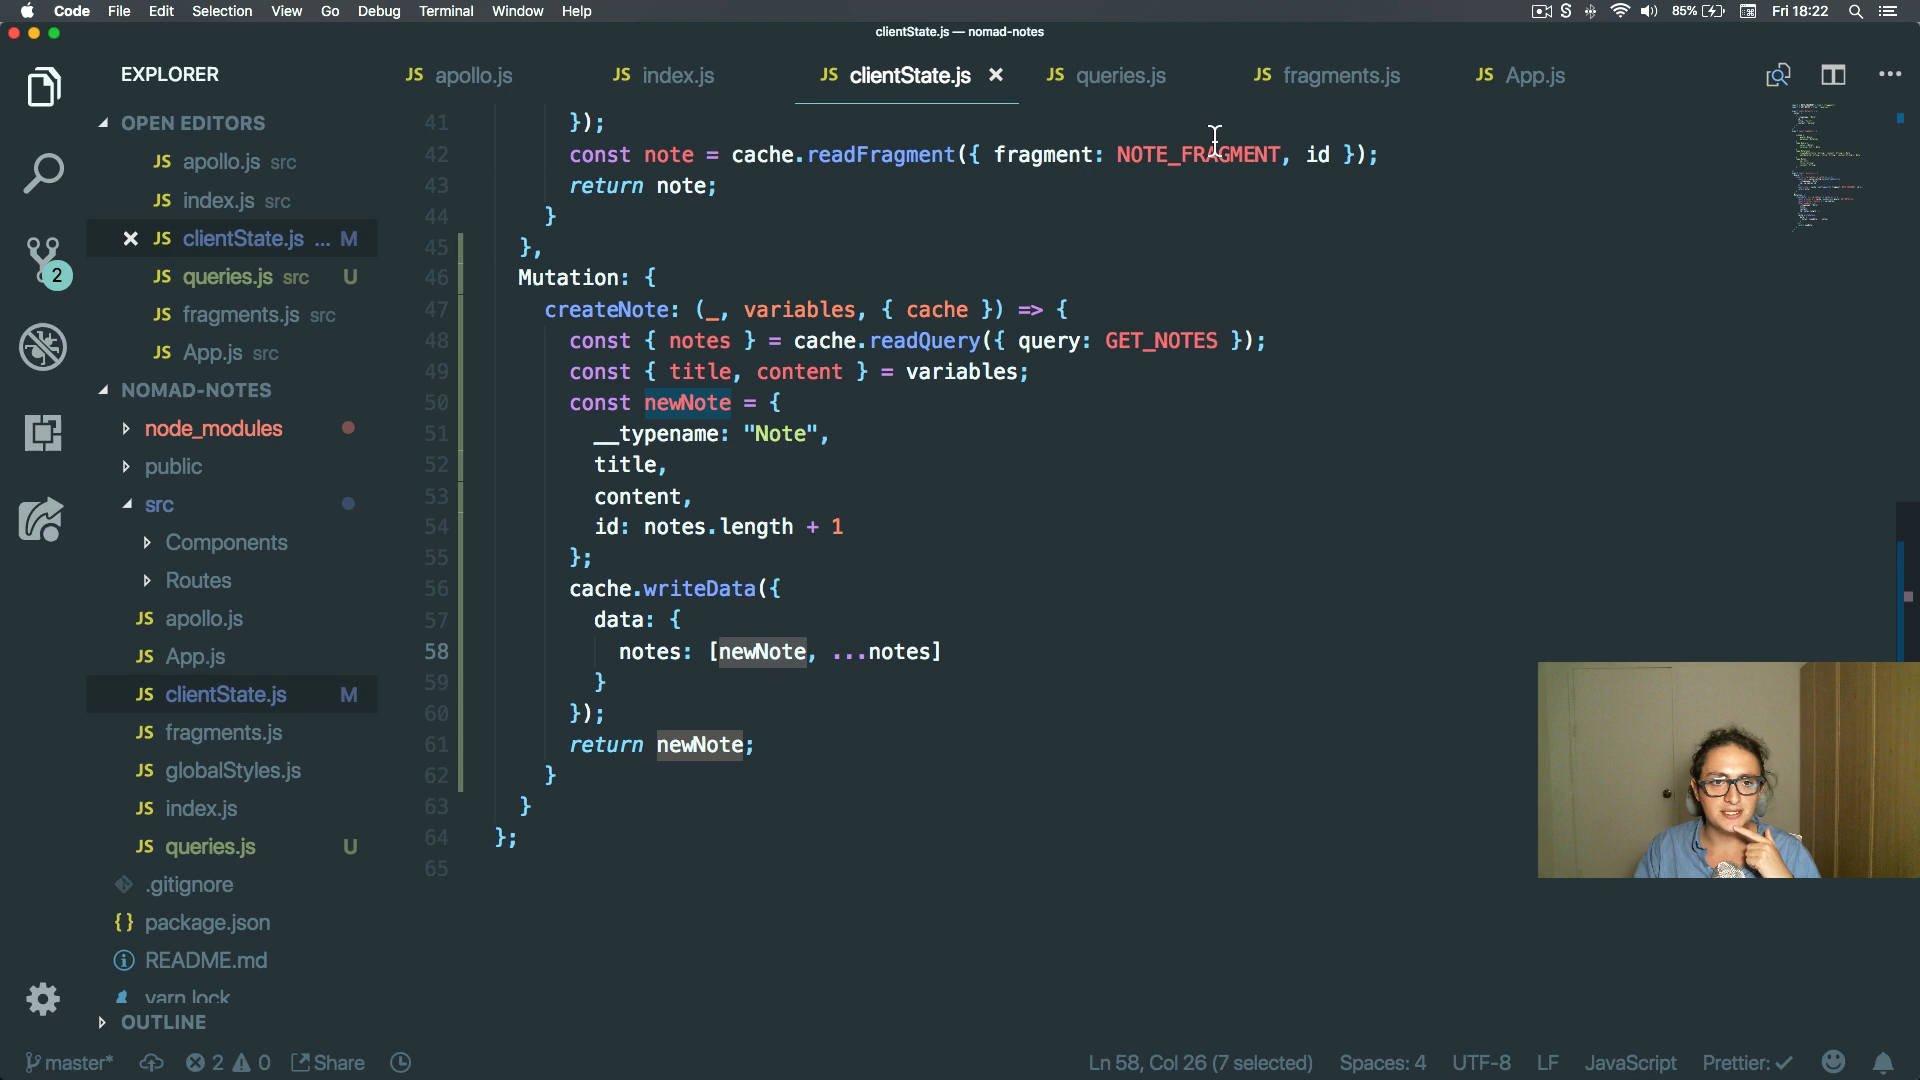 Code File Edit Selection View Go Debug Terminal Window Help
85% Fri 18:22
clientState.js — nomad-notes
EXPLORER
JS apollo.js JS index.js JS clientState.js JS queries.js JS fragments.js JS App.js
OPEN EDITORS
JS apollo.js src
JS index.js src
JS clientState.js ... M
JS queries.js src U
JS fragments.js src
JS App.js src
2
NOMAD-NOTES
node_modules
public
src
Components
Routes
JS apollo.js
JS App.js
JS clientState.js M
JS fragments.js
JS globalStyles.js
JS index.js
JS queries.js U
.gitignore
{} package.json
README.md
yarn.lock
OUTLINE
41 });
42 const note = cache.readFragment({ fragment: NOTE_FRAGMENT, id });
43 return note;
44 }
45 },
46 Mutation: {
47 createNote: (_, variables, { cache }) => {
48 const { notes } = cache.readQuery({ query: GET_NOTES });
49 const { title, content } = variables;
50 const newNote = {
51 __typename: "Note",
52 title,
53 content,
54 id: notes.length + 1
55 };
56 cache.writeData({
57 data: {
58 notes: [newNote, ...notes]
59 }
60 });
61 return newNote;
62 }
63 }
64 };
65
master* 2 0 Share Ln 58, Col 26 (7 selected) Spaces: 4 UTF-8 LF JavaScript Prettier: ✓